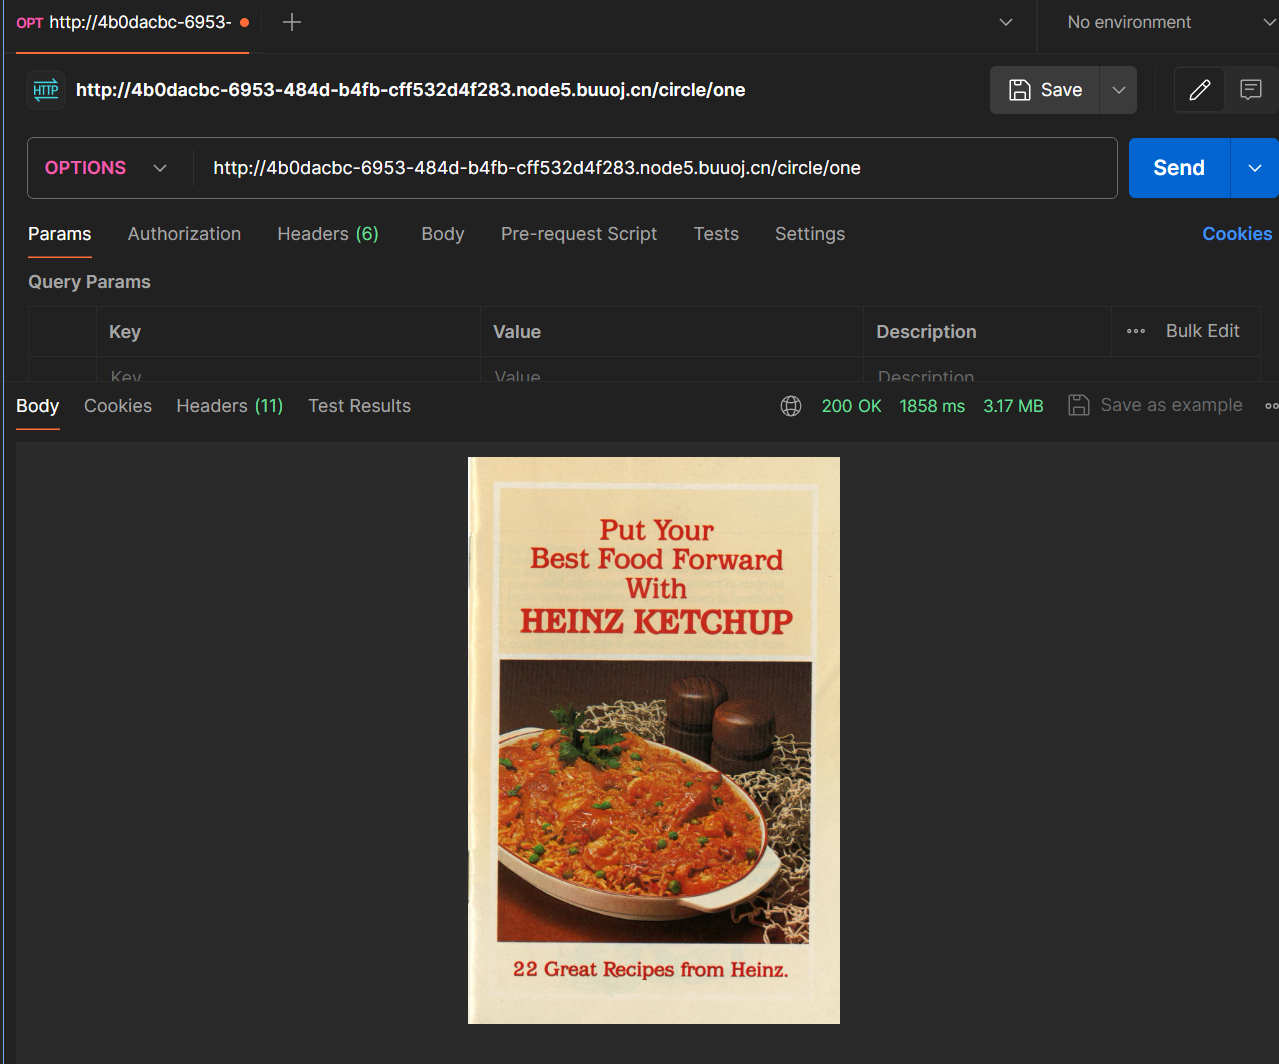 OPT http://4b0dacbc-6953-
No environment
HTTP http://4b0dacbc-6953-484d-b4fb-cff532d4f283.node5.buuoj.cn/circle/one
Save
OPTIONS http://4b0dacbc-6953-484d-b4fb-cff532d4f283.node5.buuoj.cn/circle/one
Send
Params Authorization Headers (6) Body Pre-request Script Tests Settings Cookies
Query Params
Key Value Description Bulk Edit
Key Value Description
Body Cookies Headers (11) Test Results 200 OK 1858 ms 3.17 MB Save as example
Put Your
Best Food Forward
With
HEINZ KETCHUP
22 Great Recipes from Heinz.